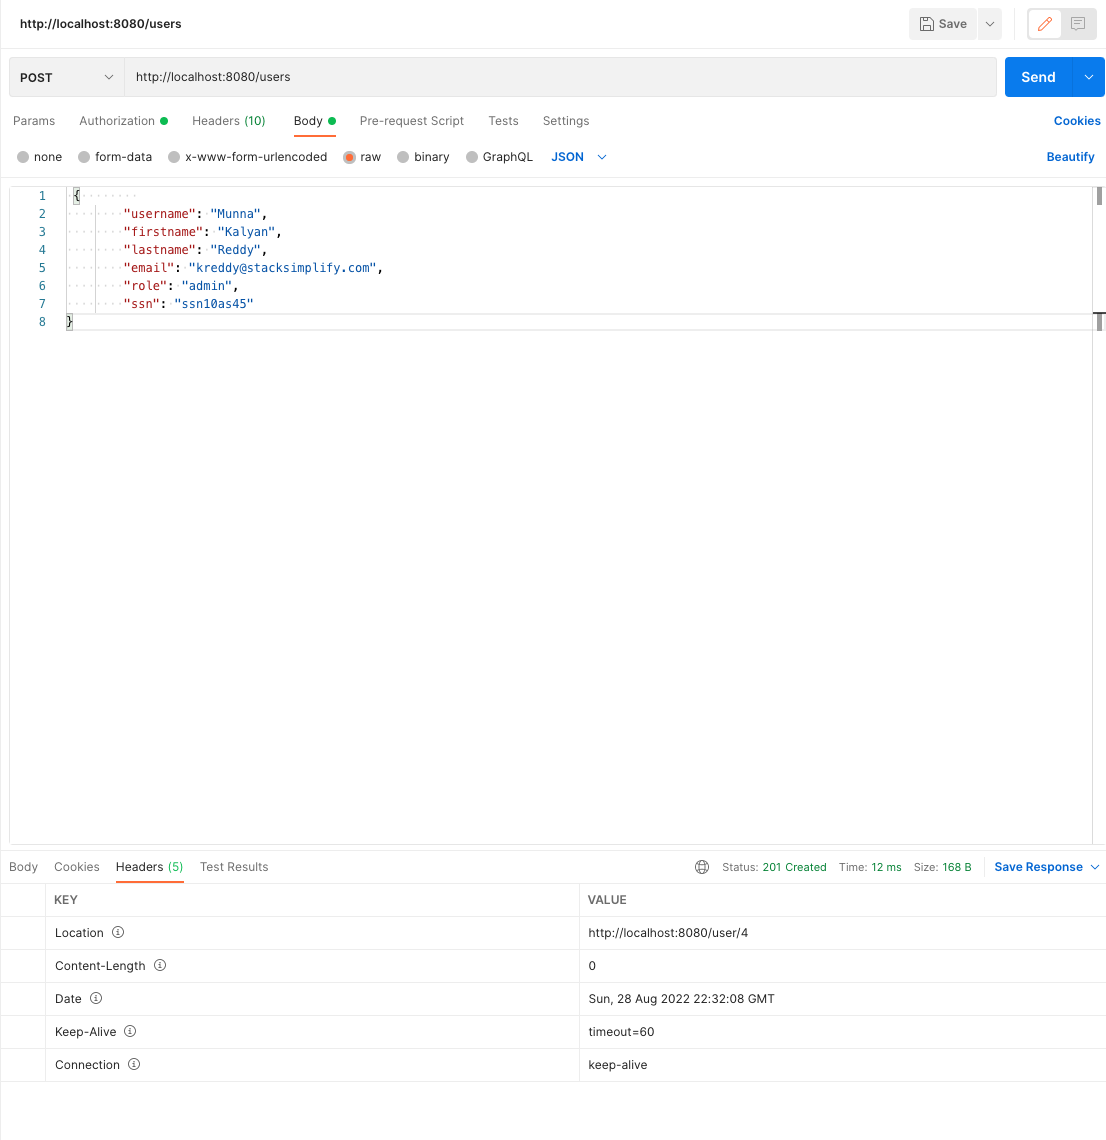 http://localhost:8080/users
Save
POST http://localhost:8080/users Send
Params Authorization Headers (10) Body Pre-request Script Tests Settings Cookies
none form-data x-www-form-urlencoded raw binary GraphQL JSON Beautify
1 {
2 "username": "Munna",
3 "firstname": "Kalyan",
4 "lastname": "Reddy",
5 "email": "kreddy@stacksimplify.com",
6 "role": "admin",
7 "ssn": "ssn10as45"
8 }
Body Cookies Headers (5) Test Results Status: 201 Created Time: 12 ms Size: 168 B Save Response
KEY VALUE
Location http://localhost:8080/user/4
Content-Length 0
Date Sun, 28 Aug 2022 22:32:08 GMT
Keep-Alive timeout=60
Connection keep-alive